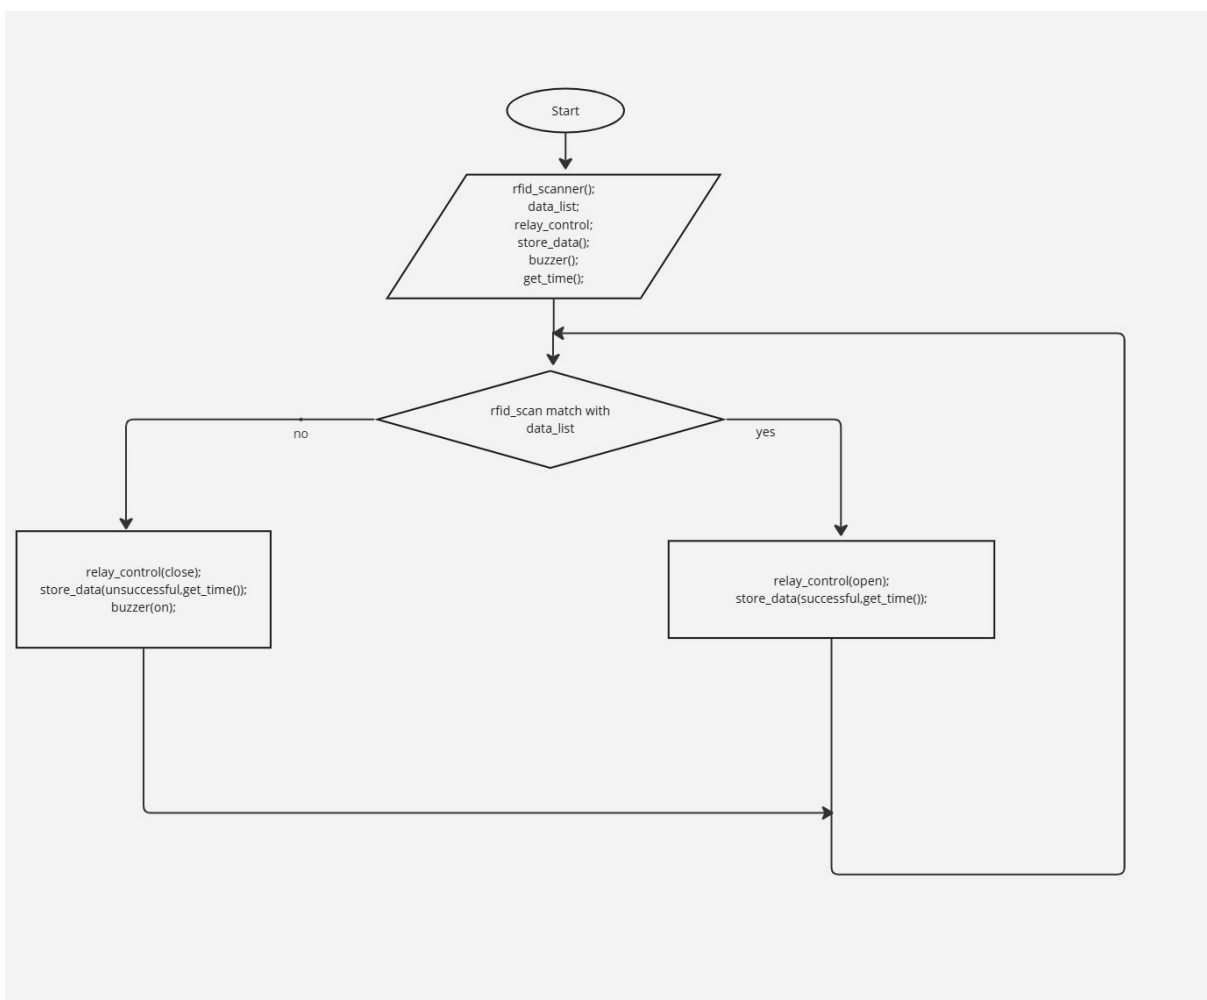 Start
rfid_scanner();
data_list;
relay_control;
store_data();
buzzer();
get_time();
rfid_scan match with
data_list
no
yes
relay_control(close);
store_data(unsuccessful,get_time());
buzzer(on);
relay_control(open);
store_data(successful,get_time());